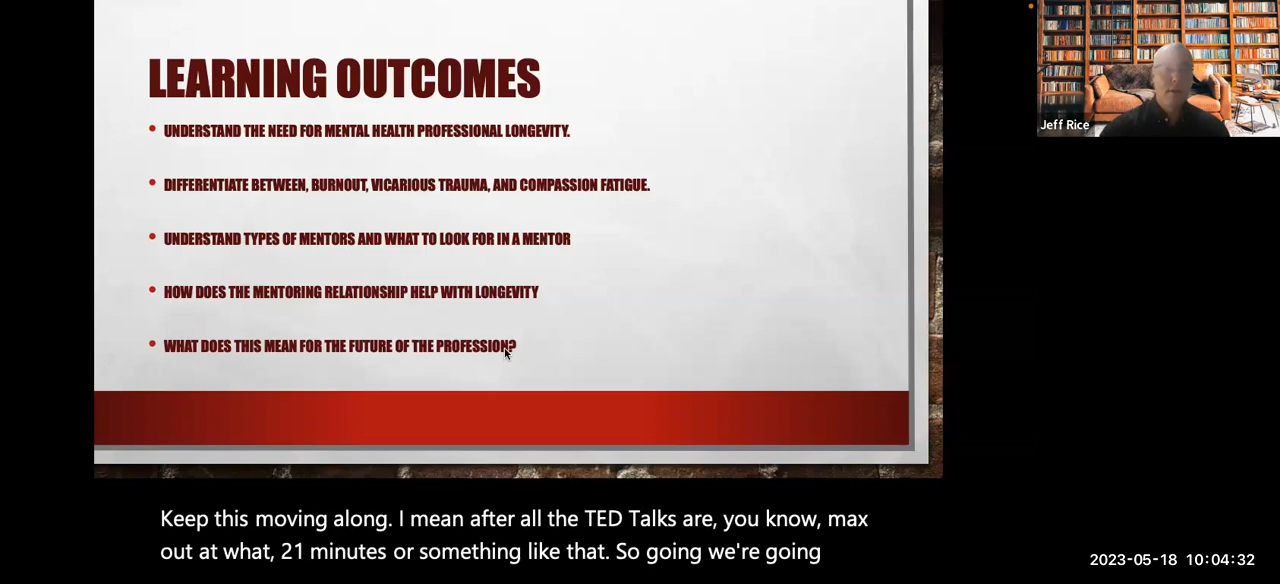 LEARNING OUTCOMES
• UNDERSTAND THE NEED FOR MENTAL HEALTH PROFESSIONAL LONGEVITY.
• DIFFERENTIATE BETWEEN, BURNOUT, VICARIOUS TRAUMA, AND COMPASSION FATIGUE.
• UNDERSTAND TYPES OF MENTORS AND WHAT TO LOOK FOR IN A MENTOR
• HOW DOES THE MENTORING RELATIONSHIP HELP WITH LONGEVITY
• WHAT DOES THIS MEAN FOR THE FUTURE OF THE PROFESSION?
Jeff Rice
Keep this moving along. I mean after all the TED Talks are, you know, max
out at what, 21 minutes or something like that. So going we're going
2023-05-18 10:04:32